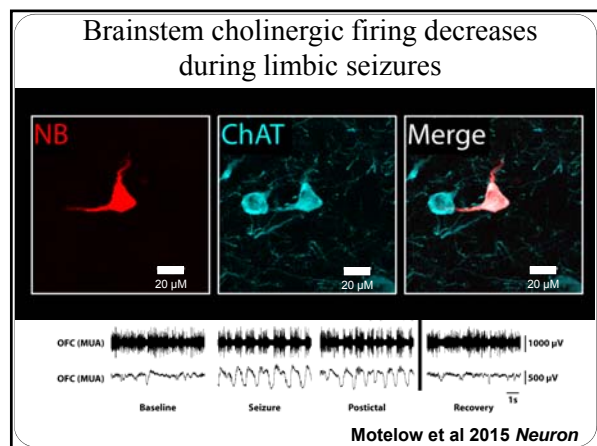 Brainstem cholinergic firing decreases
during limbic seizures
NB
ChAT
Merge
20 µM
20 µM
20 µM
OFC (MUA)
1000 µV
OFC (MUA)
500 µV
1s
Baseline
Seizure
Postictal
Recovery
Motelow et al 2015 Neuron